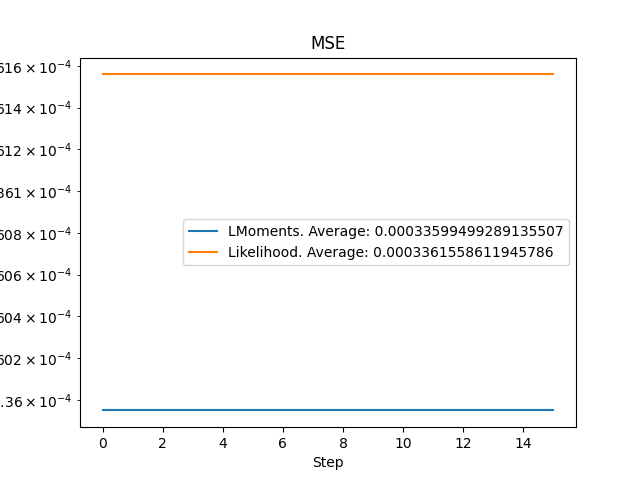 MSE
616 × 10⁻⁴
614 × 10⁻⁴
612 × 10⁻⁴
361 × 10⁻⁴
608 × 10⁻⁴
606 × 10⁻⁴
604 × 10⁻⁴
602 × 10⁻⁴
.36 × 10⁻⁴
LMoments. Average: 0.00033599499289135507
Likelihood. Average: 0.0003361558611945786
0 2 4 6 8 10 12 14
Step